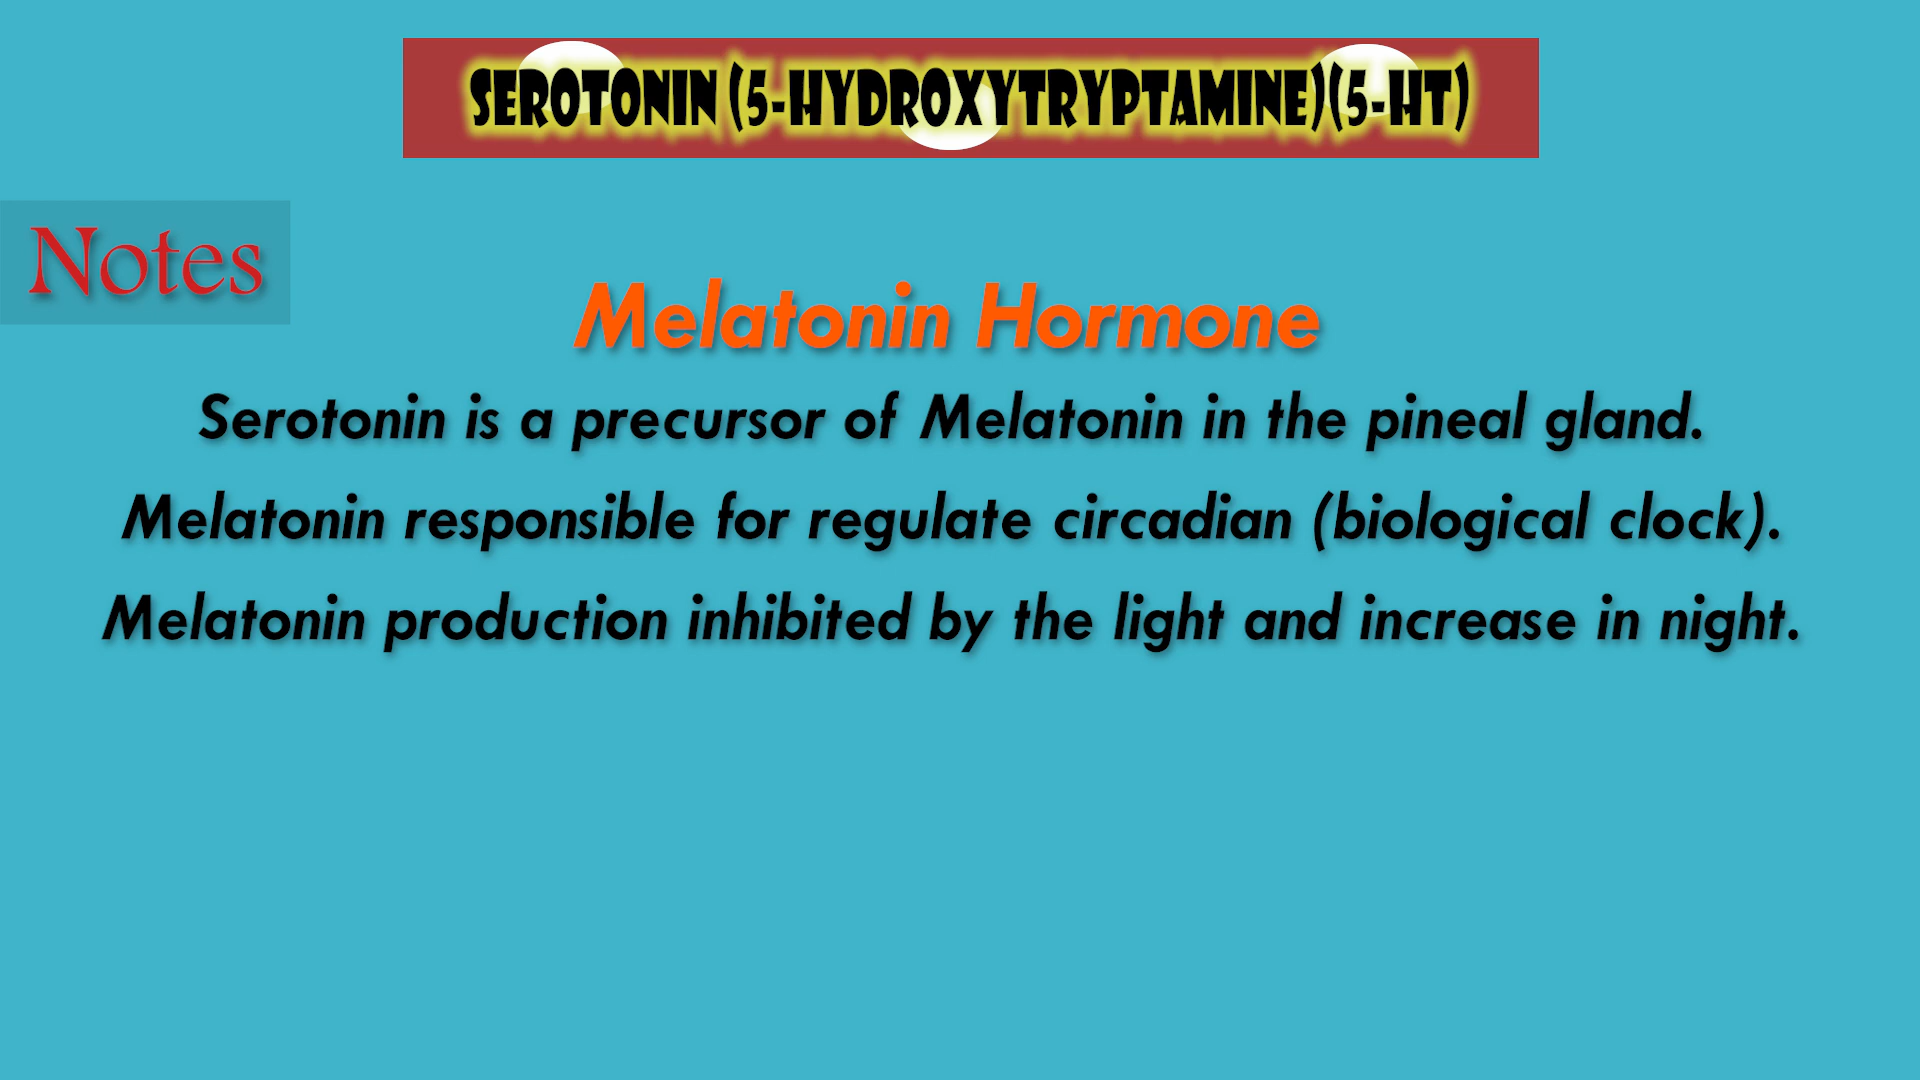 SEROTONIN (5-HYDROXYTRYPTAMINE)(5-HT)
Notes
Melatonin Hormone
Serotonin is a precursor of Melatonin in the pineal gland.
Melatonin responsible for regulate circadian (biological clock).
Melatonin production inhibited by the light and increase in night.